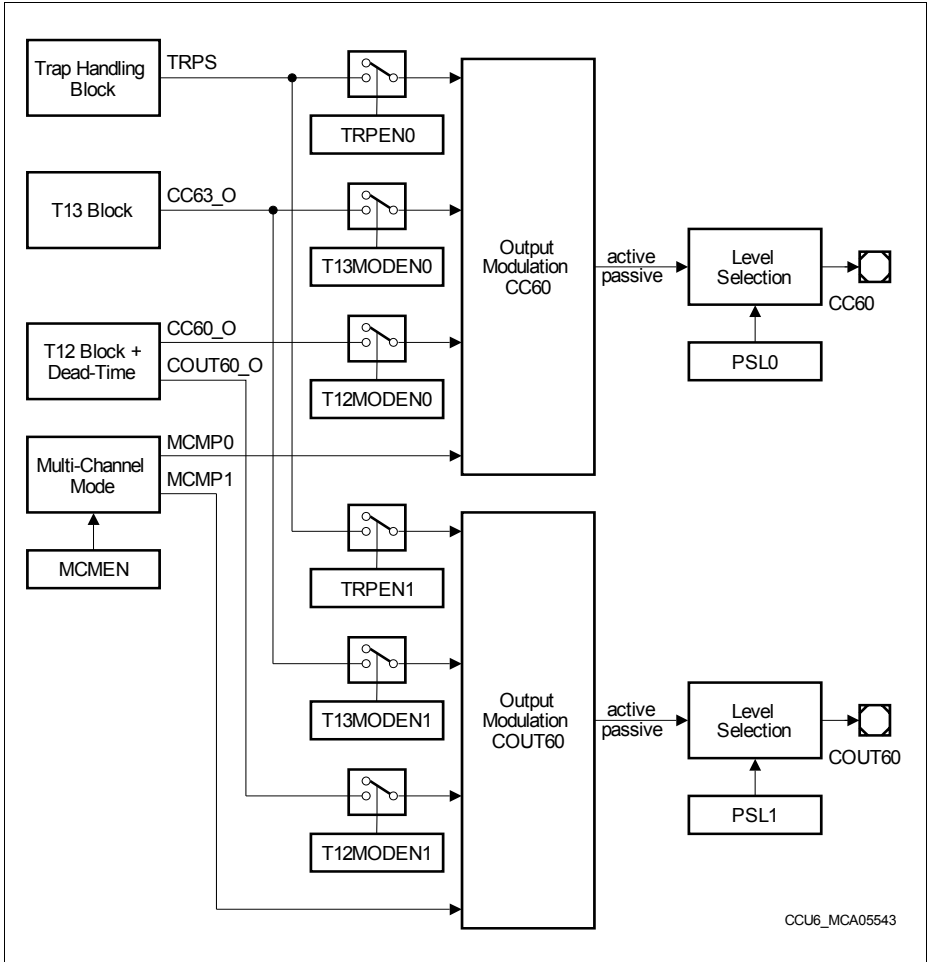 Trap Handling
Block
TRPS
TRPEN0
T13 Block
CC63_O
T13MODEN0
T12 Block +
Dead-Time
CC60_O
COUT60_O
T12MODEN0
Multi-Channel
Mode
MCMP0
MCMP1
MCMEN
Output
Modulation
CC60
active
passive
Level
Selection
CC60
PSL0
TRPEN1
T13MODEN1
T12MODEN1
Output
Modulation
COUT60
active
passive
Level
Selection
COUT60
PSL1
CCU6_MCA05543